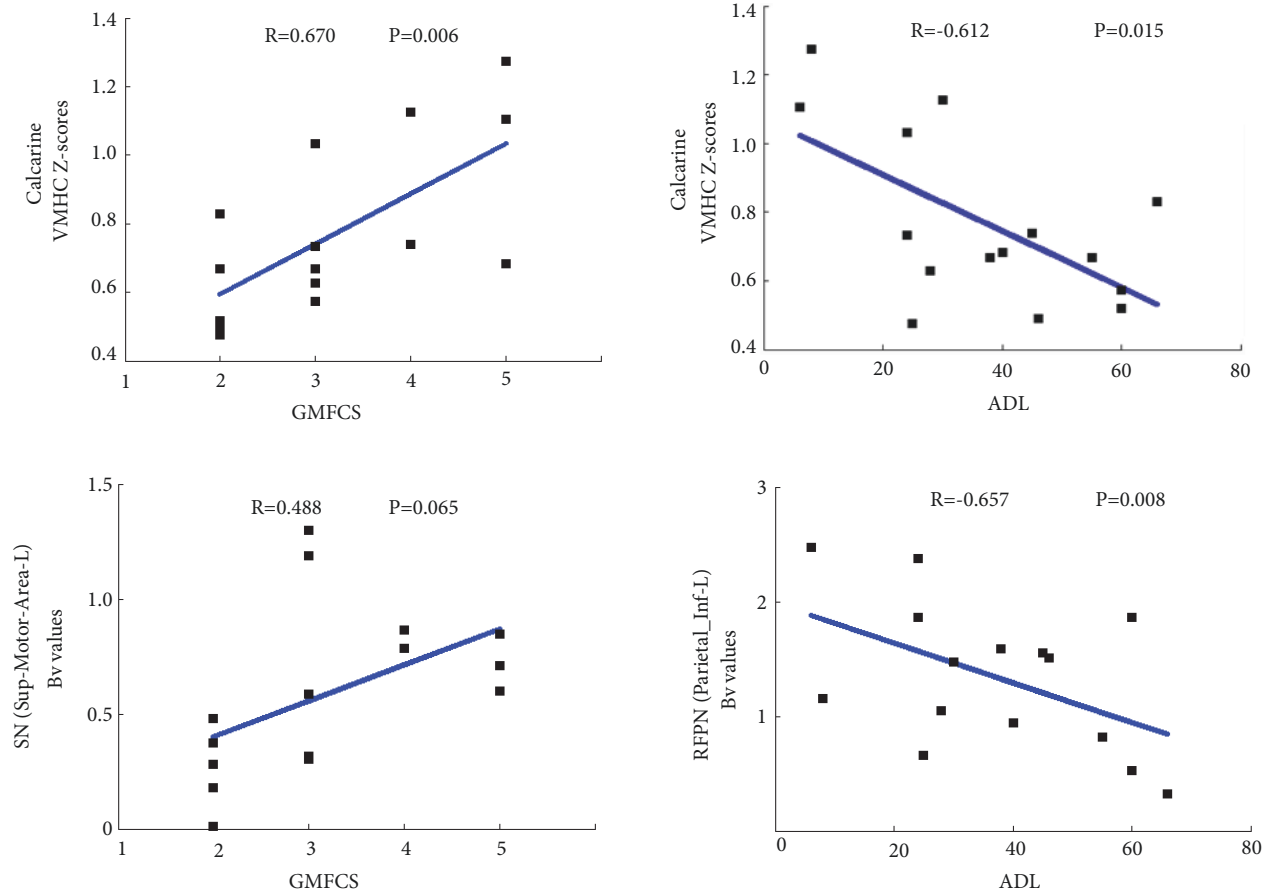 R=0.670 P=0.006
1.4
1.2
1.0
0.8
0.6
0.4
Calcarine
VMHC Z-scores
1 2 3 4 5
GMFCS
R=-0.612 P=0.015
1.4
1.2
1.0
0.8
0.6
0.4
Calcarine
VMHC Z-scores
0 20 40 60 80
ADL
R=0.488 P=0.065
1.5
1.0
0.5
0
SN (Sup-Motor-Area-L)
Bv values
1 2 3 4 5
GMFCS
R=-0.657 P=0.008
3
2
1
RFPN (Parietal_Inf-L)
Bv values
0 20 40 60 80
ADL